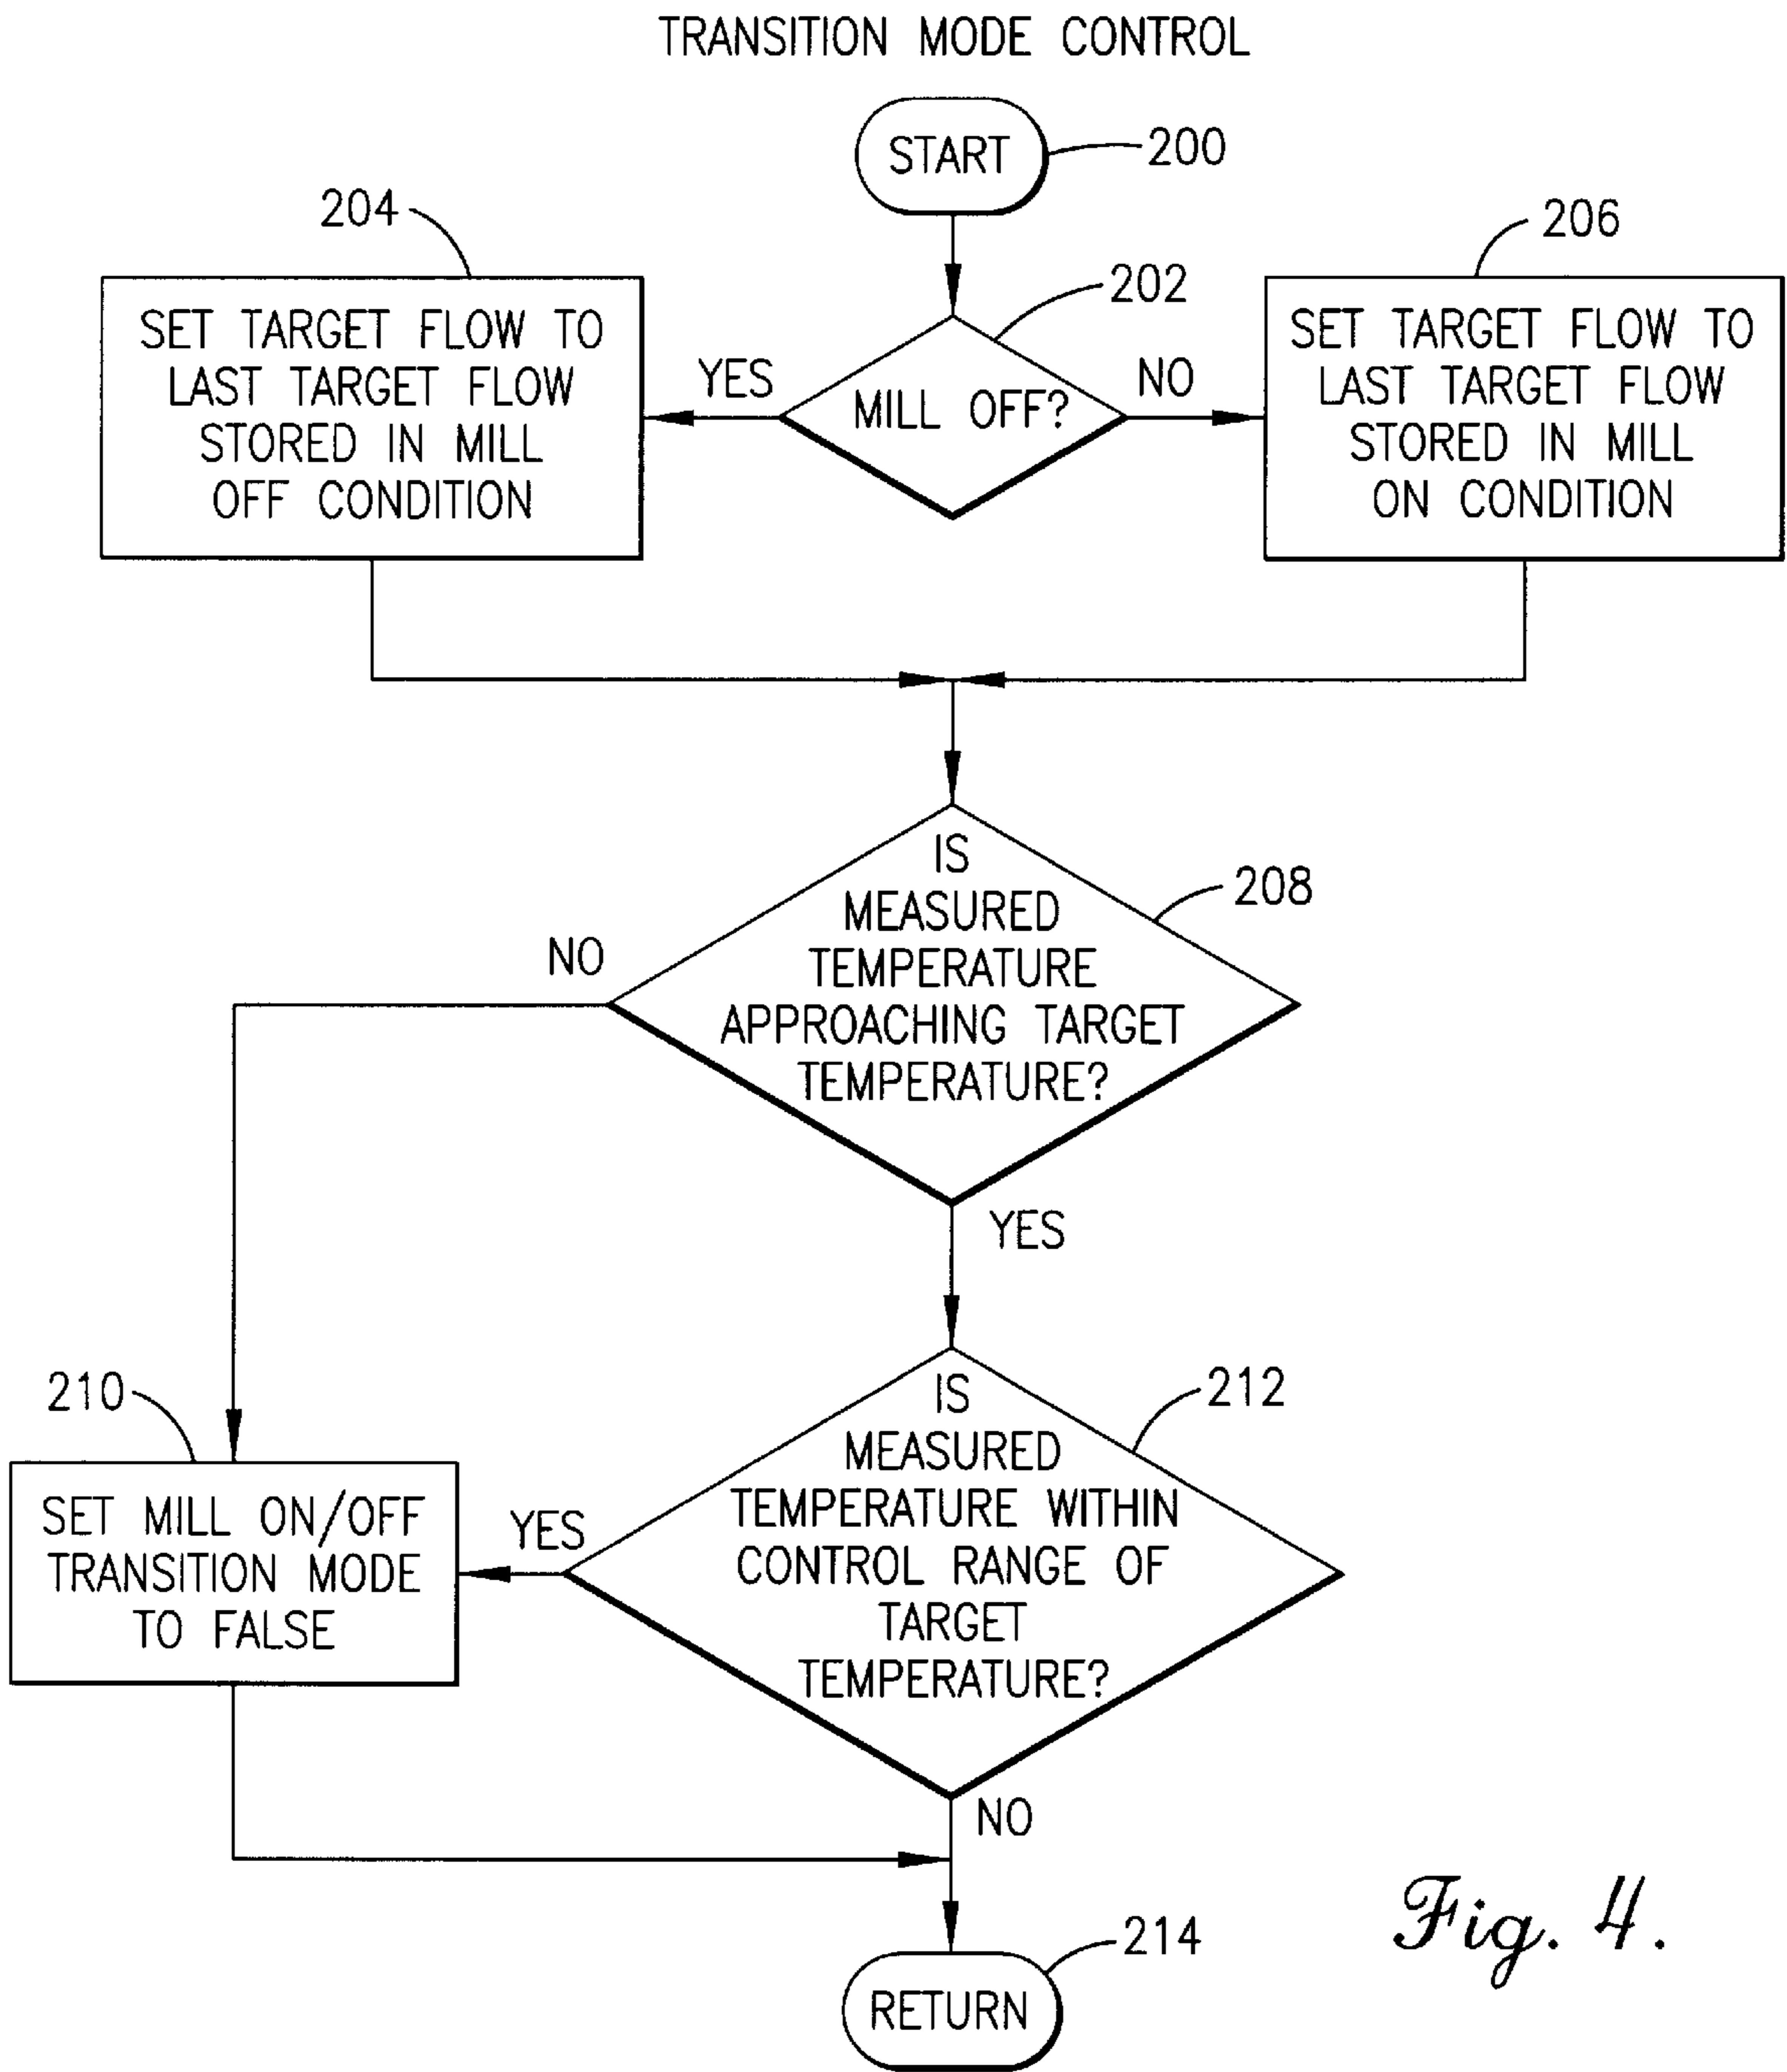 TRANSITION MODE CONTROL
START
200
204
206
202
SET TARGET FLOW TO
LAST TARGET FLOW
STORED IN MILL
OFF CONDITION
YES
MILL OFF?
NO
SET TARGET FLOW TO
LAST TARGET FLOW
STORED IN MILL
ON CONDITION
IS
MEASURED
TEMPERATURE
APPROACHING TARGET
TEMPERATURE?
208
NO
YES
210
212
IS
MEASURED
TEMPERATURE WITHIN
CONTROL RANGE OF
TARGET
TEMPERATURE?
YES
SET MILL ON/OFF
TRANSITION MODE
TO FALSE
NO
214
RETURN
Fig. 4.